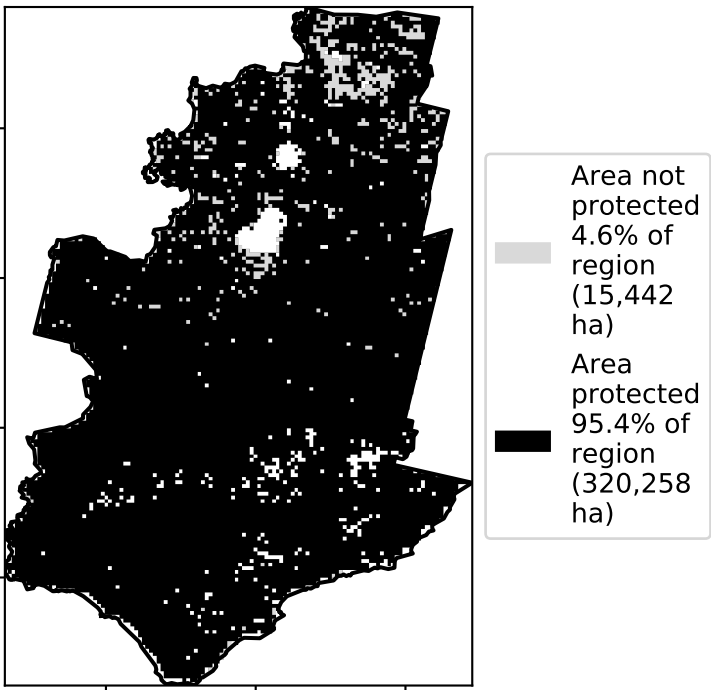 Area not
protected
4.6% of
region
(15,442
ha)
Area
protected
95.4% of
region
(320,258
ha)